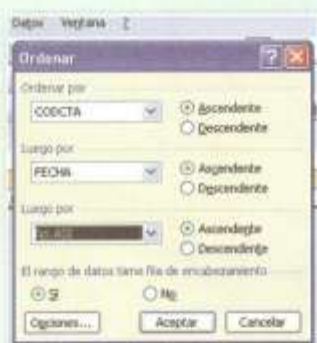 Datos Ventana ?
Ordenar ?
Ordenar por
CODCTA
Ascendente
Descendente
Luego por
FECHA
Ascendente
Descendente
Luego por
Ascendente
Descendente
El rango de datos tiene fila de encabezamiento
Sí No
Opciones... Aceptar Cancelar